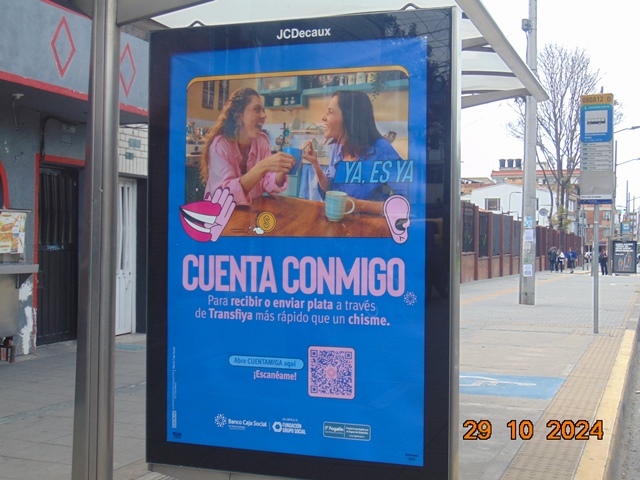 JCDecaux
YA, ES YA
CUENTA CONMIGO
Para recibir o enviar plata a través
de Transfiya más rápido que un chisme.
Abre CUENTAMIGA aquí
¡Escanéame!
Banco Caja Social
FUNDACIÓN
GRUPO SOCIAL
Fogafín
29 10 2024